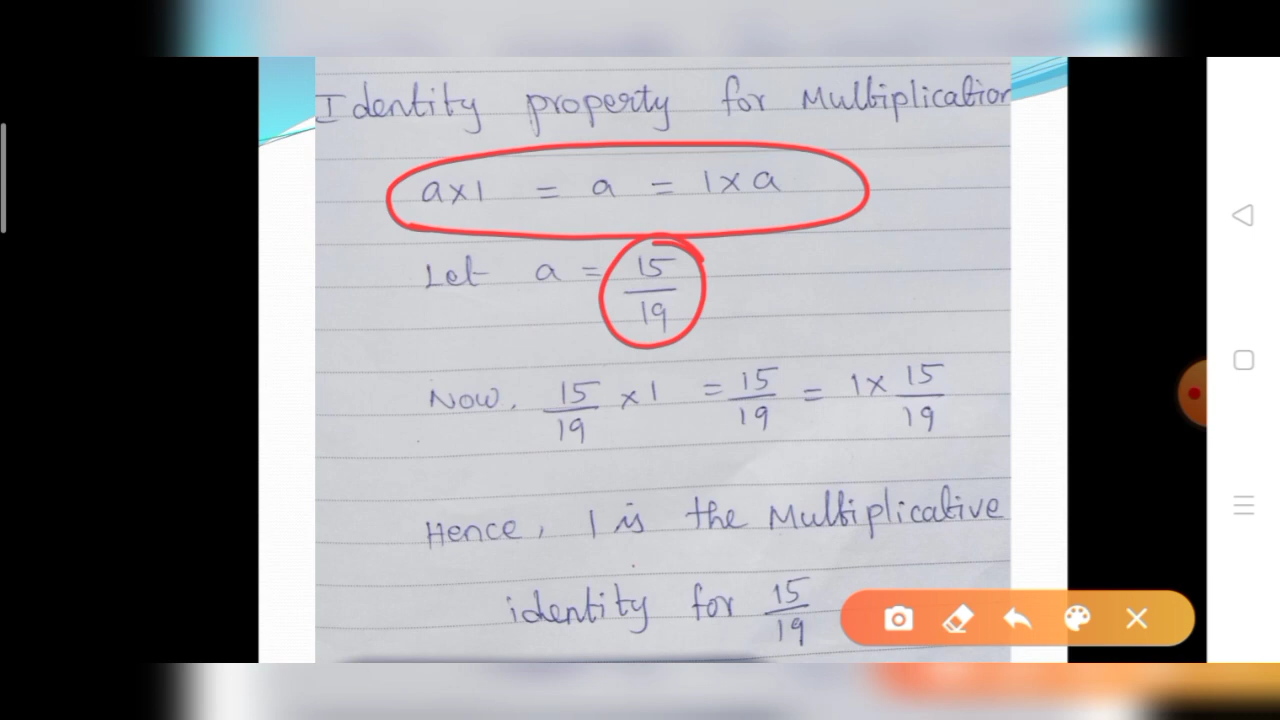 Identity property for Multiplication
a×1 = a = 1×a
Let a = 15/19
Now, 15/19 ×1 = 15/19 = 1× 15/19
Hence, 1 is the Multiplicative
identity for 15/19